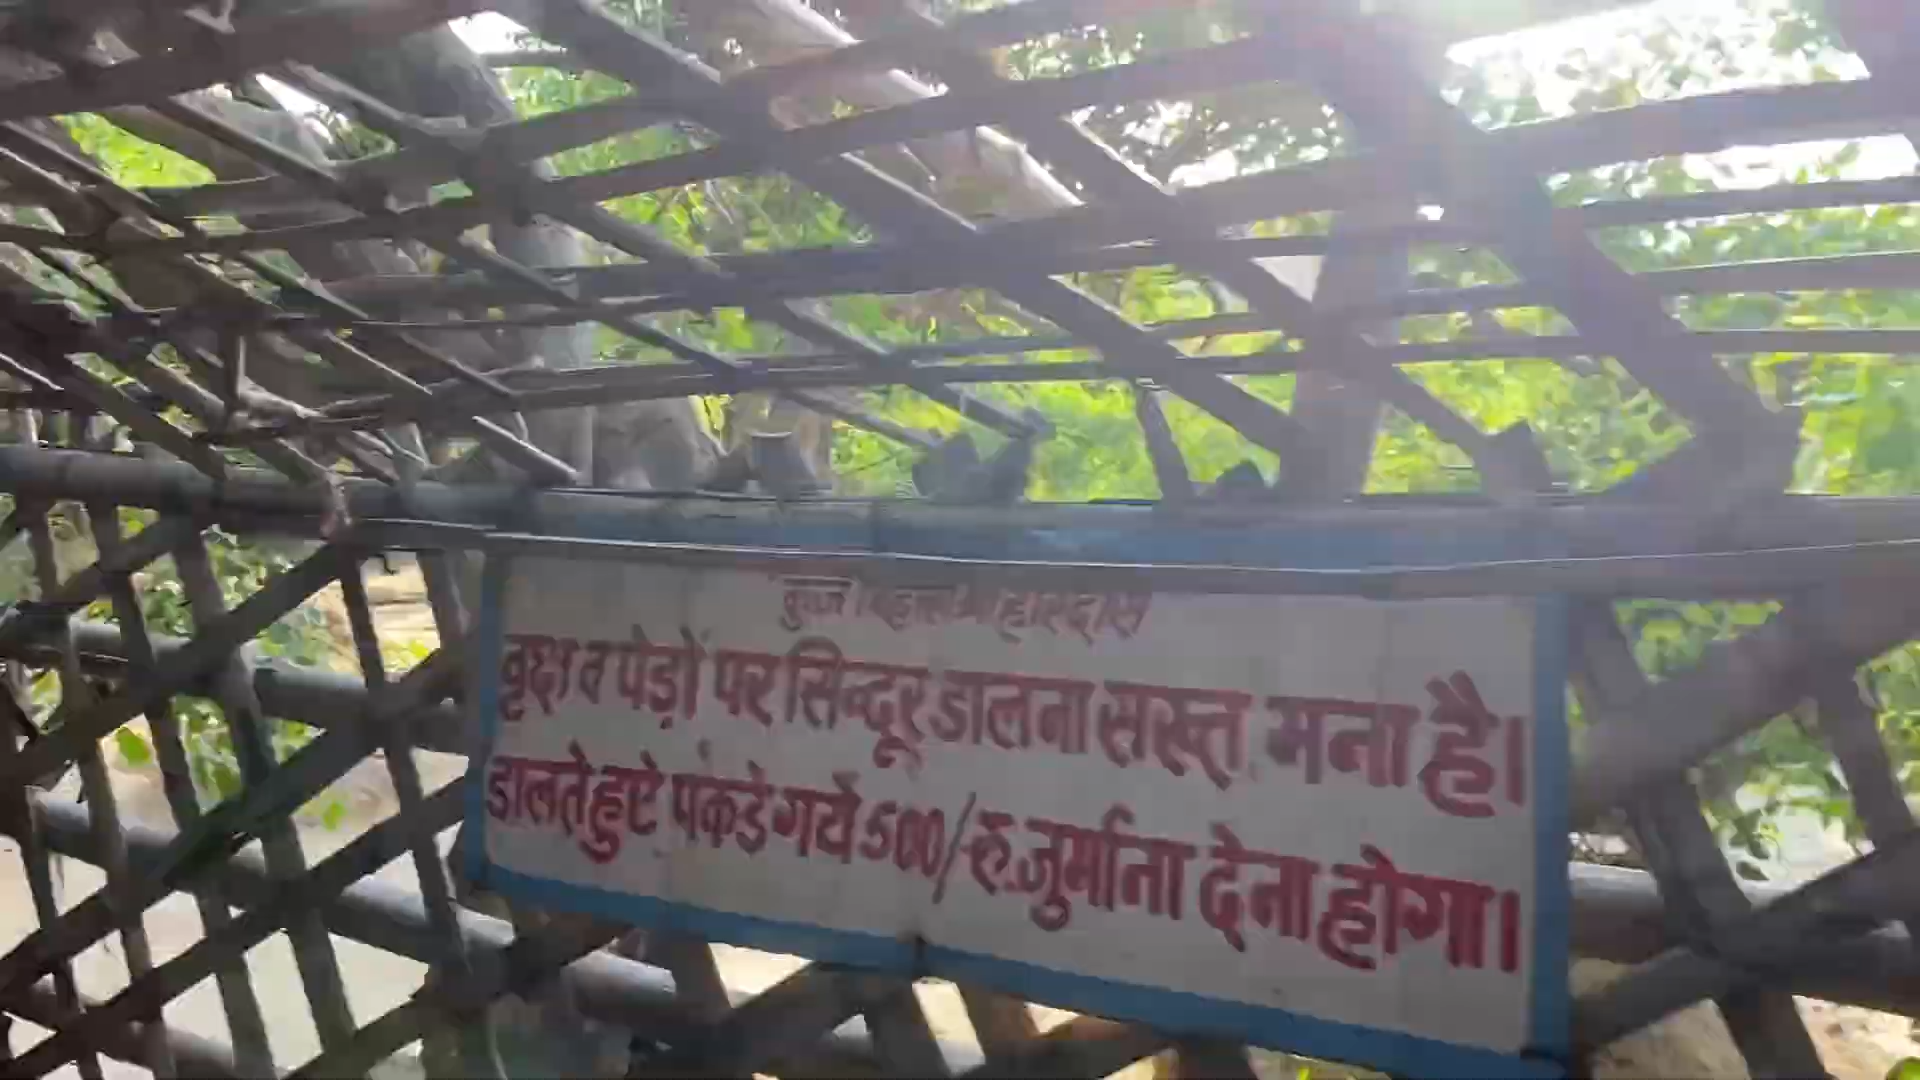 वृक्ष व पेड़ों पर सिन्दूर डालना सख्त मना है।
डालते हुऐ पकडे गये 500/-रु. जुर्माना देना होगा।